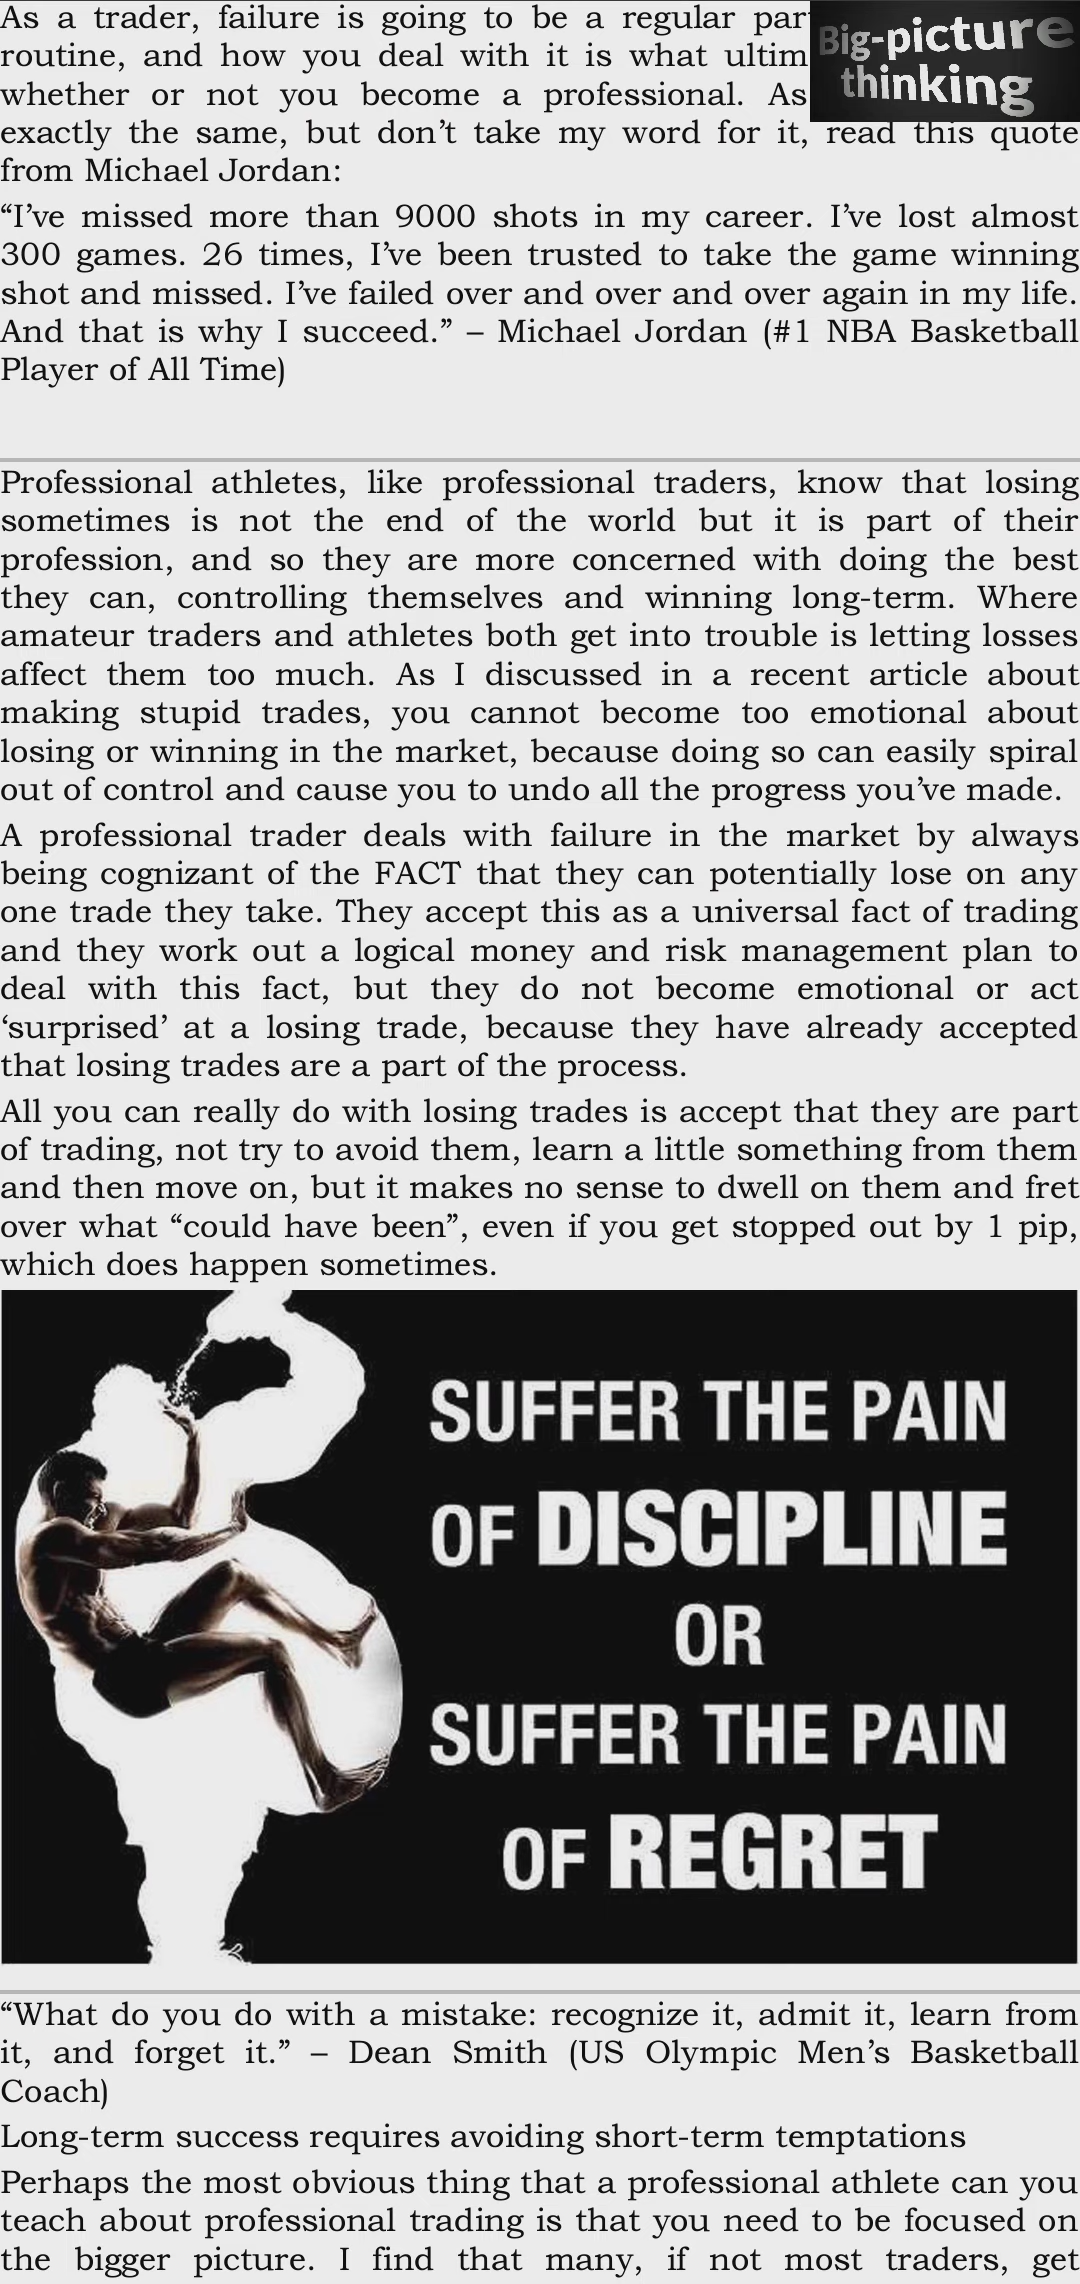 As a trader, failure is going to be a regular par
routine, and how you deal with it is what ultim
whether or not you become a professional. As
exactly the same, but don’t take my word for it, read this quote
from Michael Jordan:
Big-picture
thinking
“I’ve missed more than 9000 shots in my career. I’ve lost almost
300 games. 26 times, I’ve been trusted to take the game winning
shot and missed. I’ve failed over and over and over again in my life.
And that is why I succeed.” – Michael Jordan (#1 NBA Basketball
Player of All Time)
Professional athletes, like professional traders, know that losing
sometimes is not the end of the world but it is part of their
profession, and so they are more concerned with doing the best
they can, controlling themselves and winning long-term. Where
amateur traders and athletes both get into trouble is letting losses
affect them too much. As I discussed in a recent article about
making stupid trades, you cannot become too emotional about
losing or winning in the market, because doing so can easily spiral
out of control and cause you to undo all the progress you’ve made.
A professional trader deals with failure in the market by always
being cognizant of the FACT that they can potentially lose on any
one trade they take. They accept this as a universal fact of trading
and they work out a logical money and risk management plan to
deal with this fact, but they do not become emotional or act
‘surprised’ at a losing trade, because they have already accepted
that losing trades are a part of the process.
All you can really do with losing trades is accept that they are part
of trading, not try to avoid them, learn a little something from them
and then move on, but it makes no sense to dwell on them and fret
over what “could have been”, even if you get stopped out by 1 pip,
which does happen sometimes.
SUFFER THE PAIN
OF DISCIPLINE
OR
SUFFER THE PAIN
OF REGRET
“What do you do with a mistake: recognize it, admit it, learn from
it, and forget it.” – Dean Smith (US Olympic Men’s Basketball
Coach)
Long-term success requires avoiding short-term temptations
Perhaps the most obvious thing that a professional athlete can you
teach about professional trading is that you need to be focused on
the bigger picture. I find that many, if not most traders, get